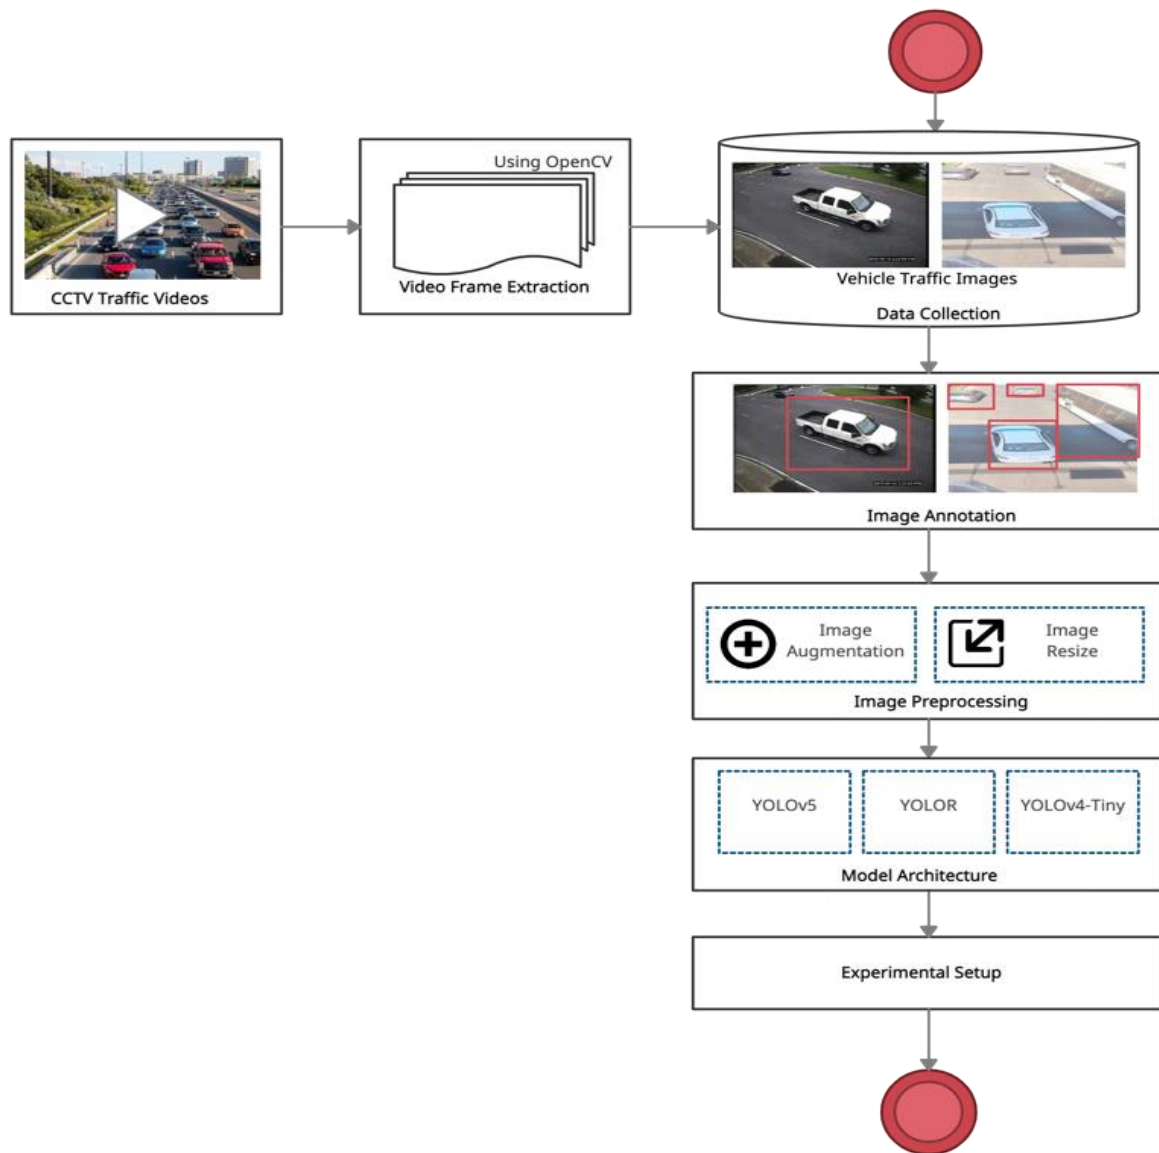 Using OpenCV
CCTV Traffic Videos
Video Frame Extraction
Vehicle Traffic Images
Data Collection
Image Annotation
Image
Augmentation
Image
Resize
Image Preprocessing
YOLOv5
YOLOR
YOLOv4-Tiny
Model Architecture
Experimental Setup